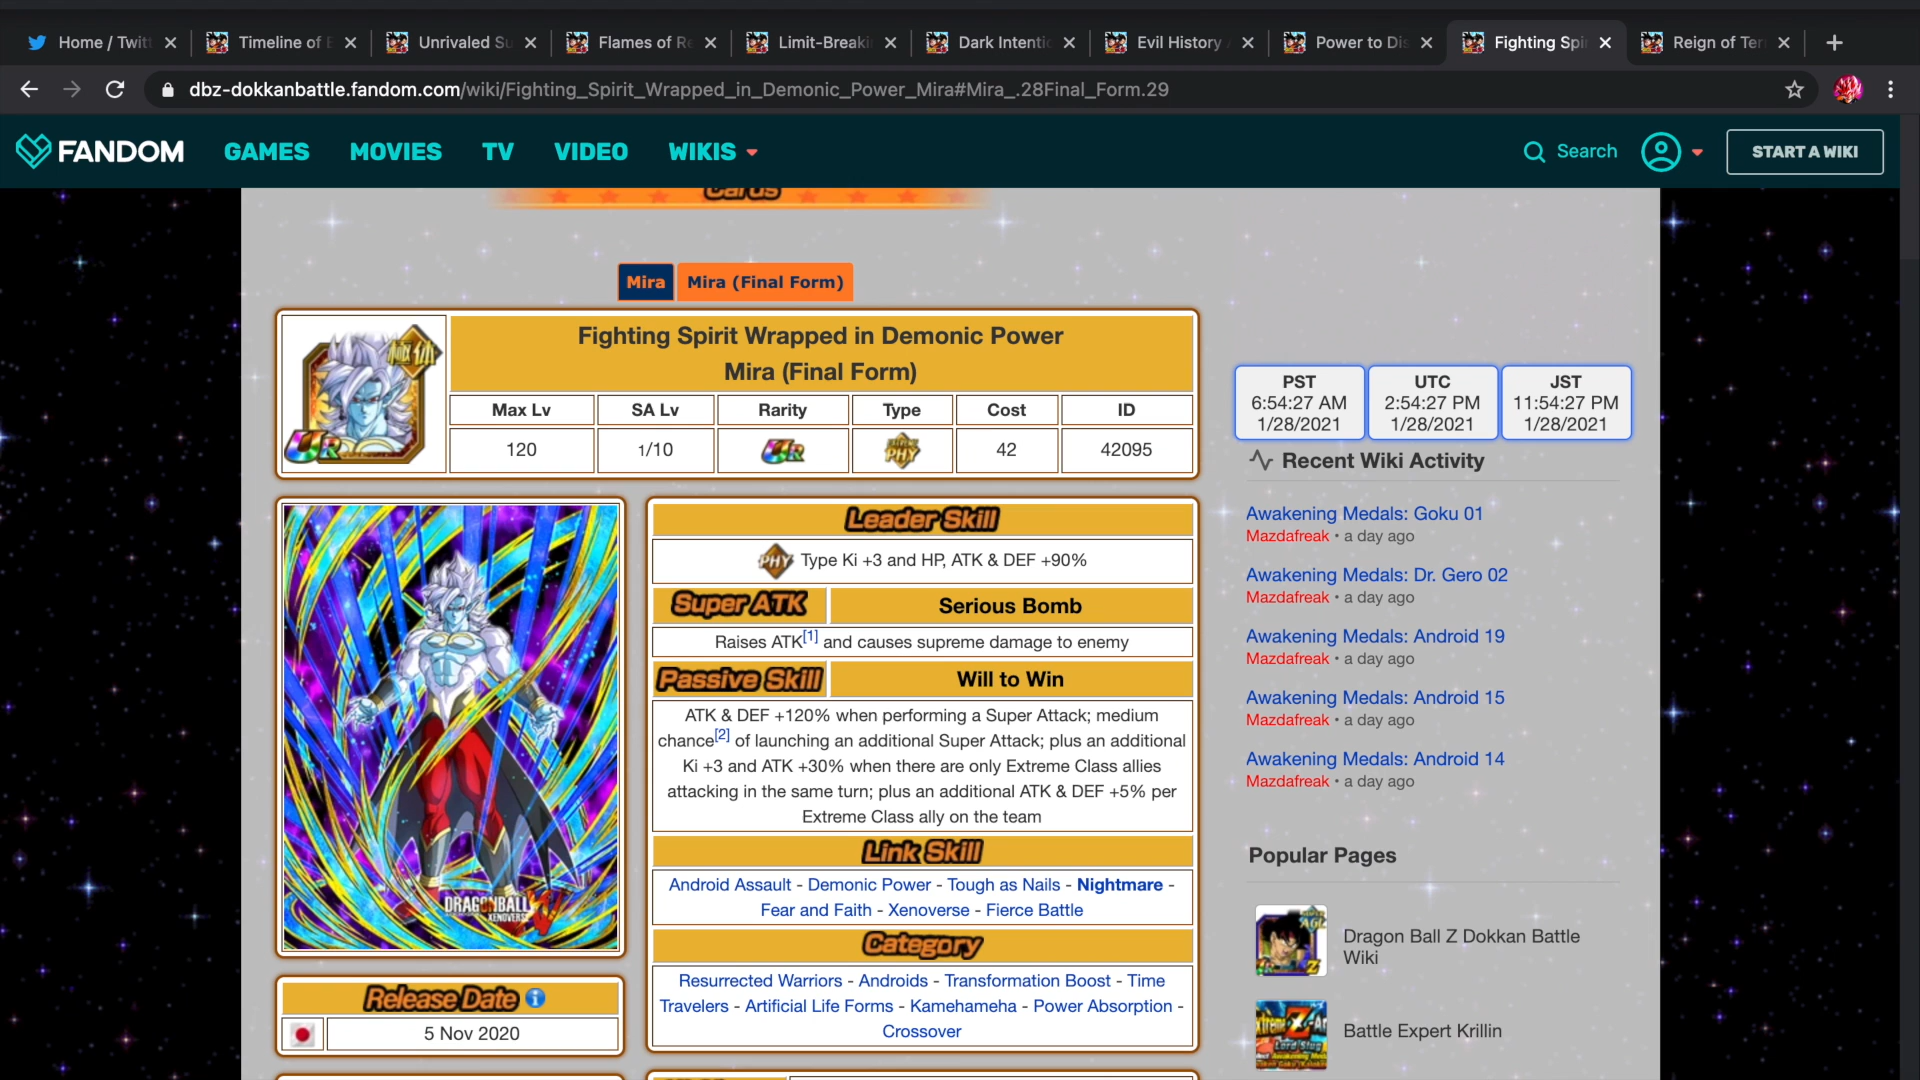 Home / Twit
Timeline of E
Unrivaled Su
Flames of Re
Limit-Breaki
Dark Intentio
Evil History
Power to Dis
Fighting Spir
Reign of Terr
dbz-dokkanbattle.fandom.com/wiki/Fighting_Spirit_Wrapped_in_Demonic_Power_Mira#Mira_.28Final_Form.29
FANDOM
GAMES
MOVIES
TV
VIDEO
WIKIS
Search
START A WIKI
Cards
Mira
Mira (Final Form)
Fighting Spirit Wrapped in Demonic Power
Mira (Final Form)
Max Lv
SA Lv
Rarity
Type
Cost
ID
120
1/10
UR
EXTREME PHY
42
42095
極体
UR
Leader Skill
PHY Type Ki +3 and HP, ATK & DEF +90%
Super ATK
Serious Bomb
Raises ATK[1] and causes supreme damage to enemy
Passive Skill
Will to Win
ATK & DEF +120% when performing a Super Attack; medium
chance[2] of launching an additional Super Attack; plus an additional
Ki +3 and ATK +30% when there are only Extreme Class allies
attacking in the same turn; plus an additional ATK & DEF +5% per
Extreme Class ally on the team
Link Skill
Android Assault - Demonic Power - Tough as Nails - Nightmare -
Fear and Faith - Xenoverse - Fierce Battle
Category
Resurrected Warriors - Androids - Transformation Boost - Time
Travelers - Artificial Life Forms - Kamehameha - Power Absorption -
Crossover
DRAGONBALL
XENOVERSE
Release Date
5 Nov 2020
PST
6:54:27 AM
1/28/2021
UTC
2:54:27 PM
1/28/2021
JST
11:54:27 PM
1/28/2021
Recent Wiki Activity
Awakening Medals: Goku 01
Mazdafreak • a day ago
Awakening Medals: Dr. Gero 02
Mazdafreak • a day ago
Awakening Medals: Android 19
Mazdafreak • a day ago
Awakening Medals: Android 15
Mazdafreak • a day ago
Awakening Medals: Android 14
Mazdafreak • a day ago
Popular Pages
Dragon Ball Z Dokkan Battle
Wiki
Battle Expert Krillin